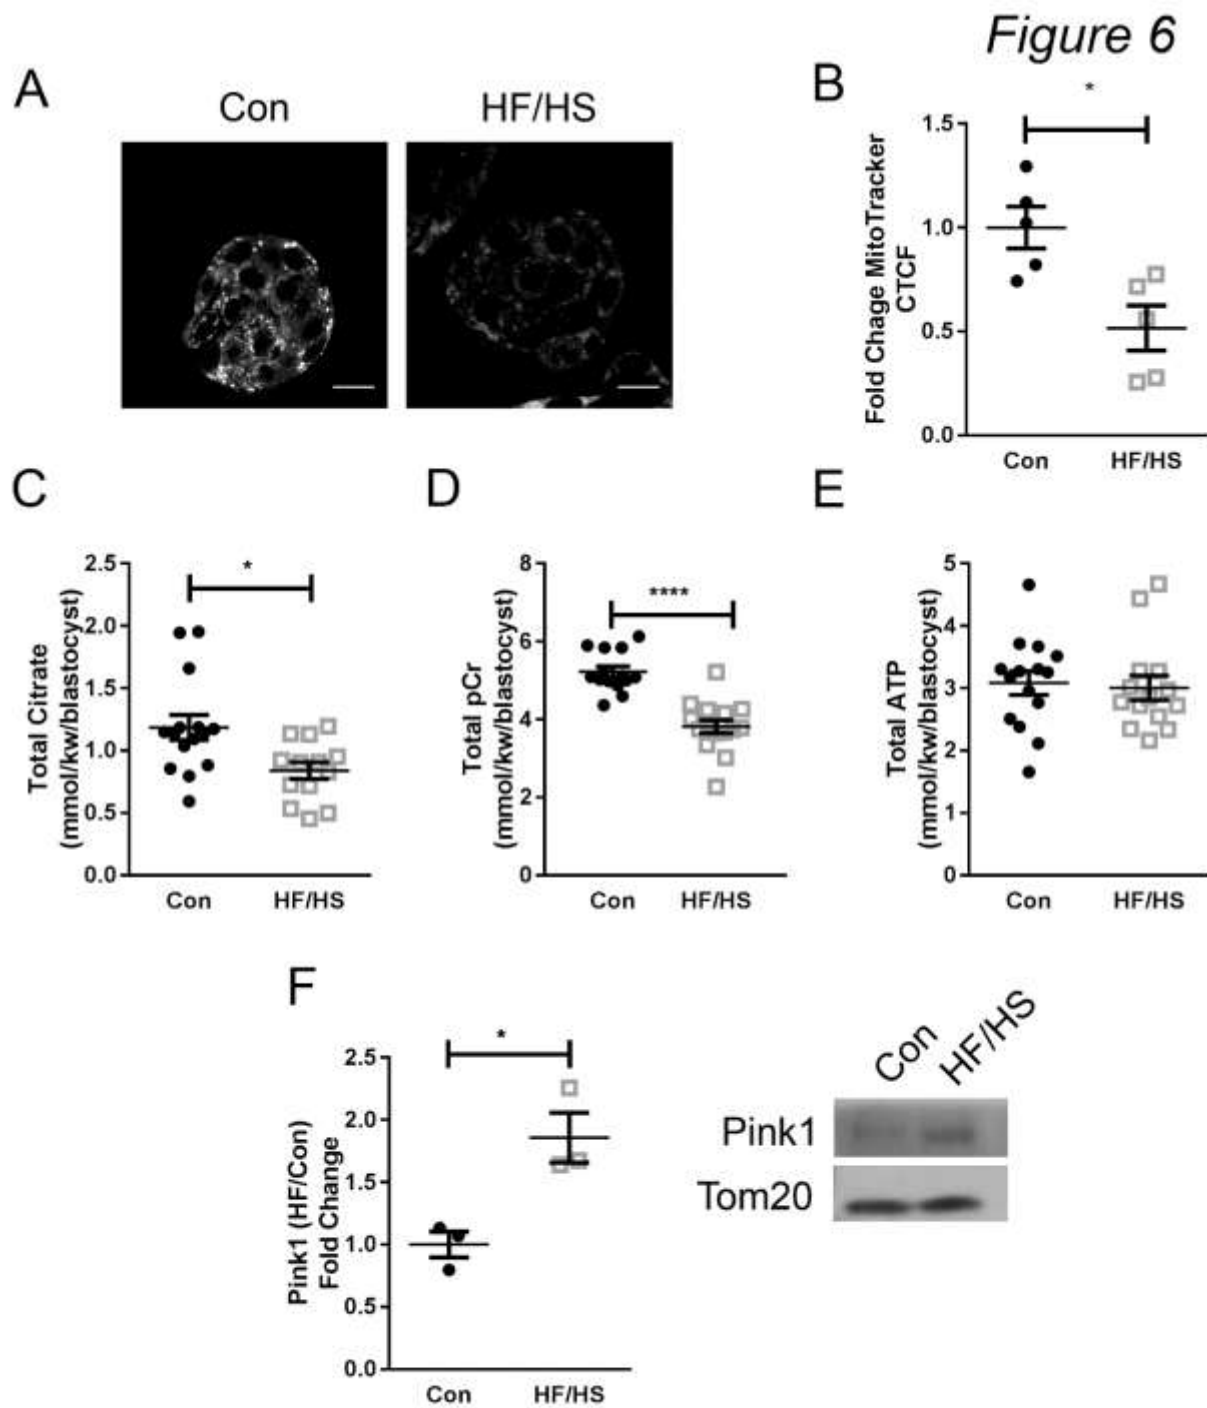 Figure 6
A
Con
HF/HS
B
*
Fold Chage MitoTracker
CTCF
1.5
1.0
0.5
0.0
Con
HF/HS
C
*
Total Citrate
(mmol/kw/blastocyst)
2.5
2.0
1.5
1.0
0.5
0.0
Con
HF/HS
D
****
Total pCr
(mmol/kw/blastocyst)
8
6
4
2
0
Con
HF/HS
E
Total ATP
(mmol/kw/blastocyst)
5
4
3
2
1
0
Con
HF/HS
F
*
Pink1 (HF/Con)
Fold Change
2.5
2.0
1.5
1.0
0.5
0.0
Con
HF/HS
Con
HF/HS
Pink1
Tom20